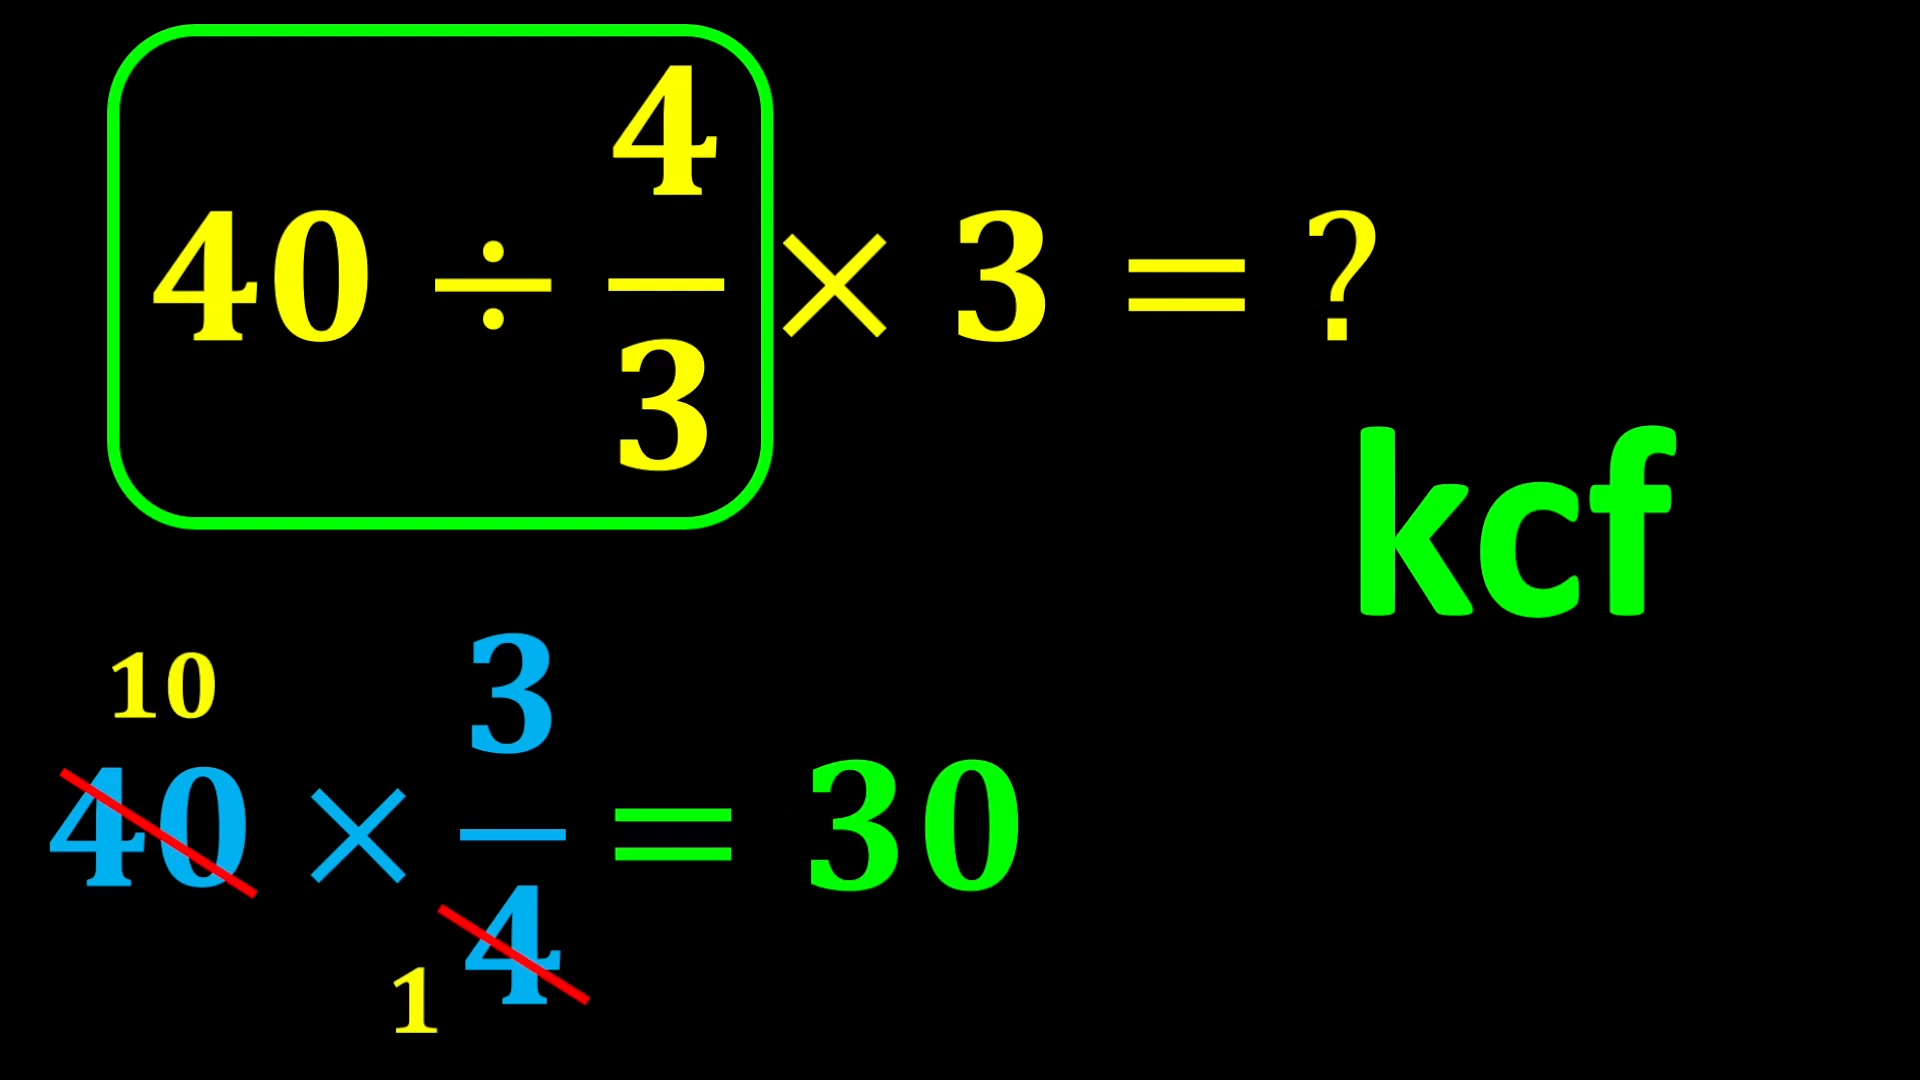 40 ÷ 4/3 × 3 = ?
kcf
10
40 × 3/4 = 30
1